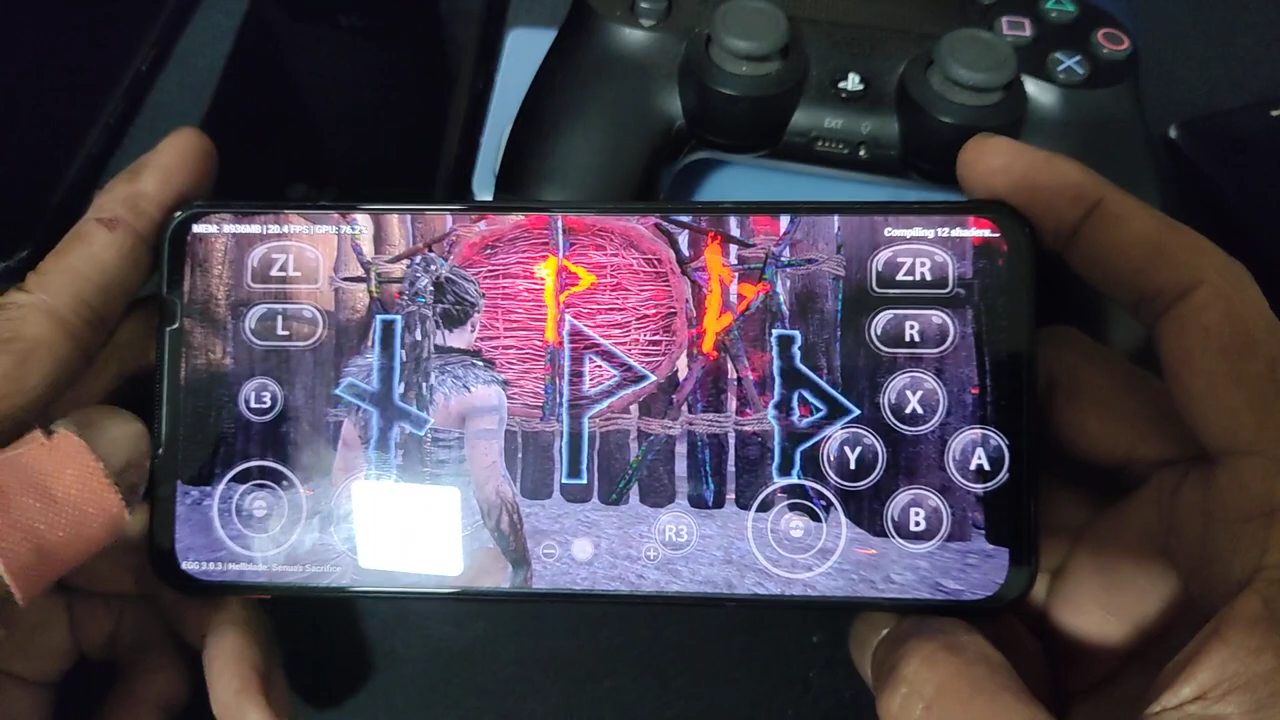 EXT
MEM: 8936MB | 20.4 FPS | GPU: 76.2%
Compiling 12 shaders...
ZL
ZR
L
R
L3
X
Y
A
R3
B
EGG 3.0.3 | Hellblade: Senua's Sacrifice